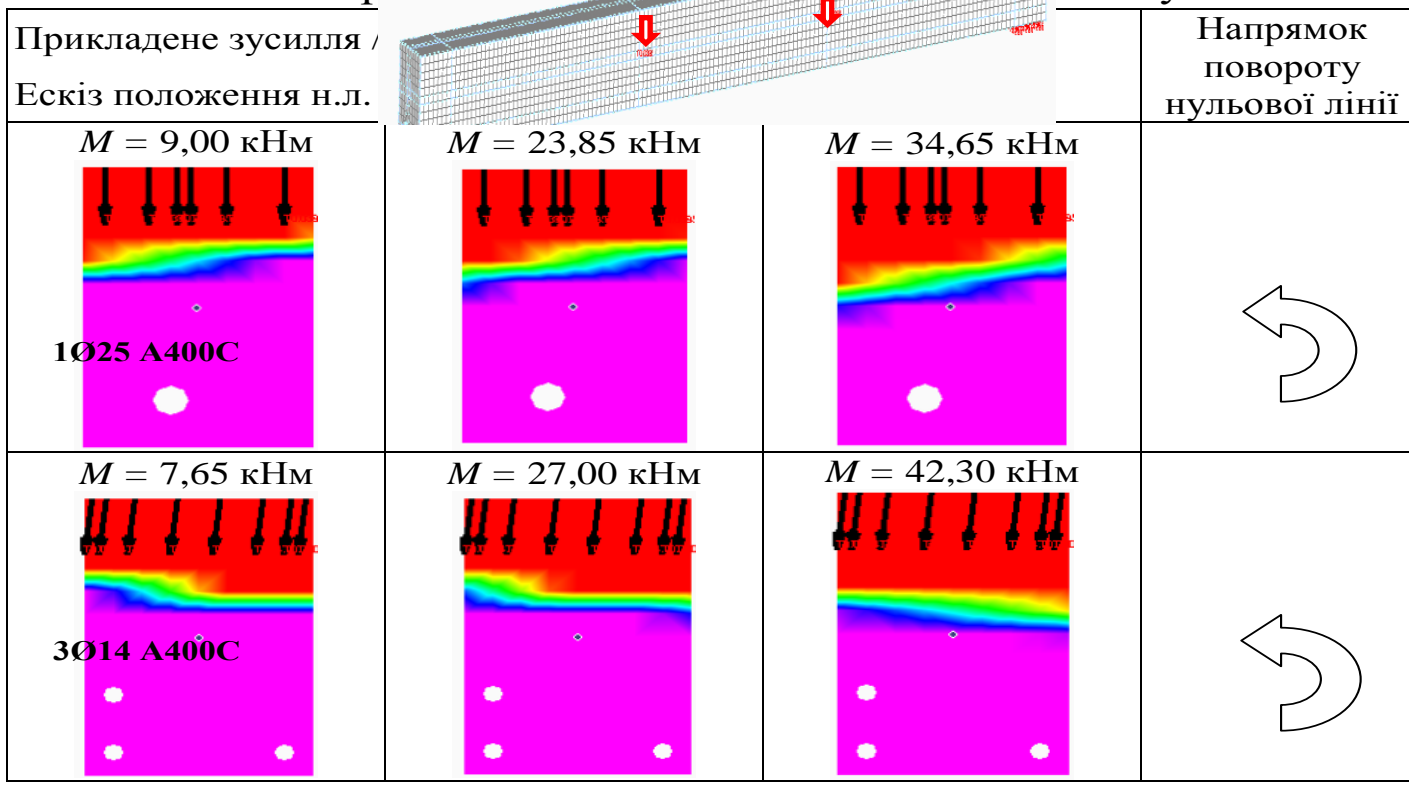 Прикладене зусилля /
Ескіз положення н.л.
Напрямок
повороту
нульової лінії
M = 9,00 кНм
M = 23,85 кНм
M = 34,65 кНм
1Ø25 А400С
M = 7,65 кНм
M = 27,00 кНм
M = 42,30 кНм
3Ø14 А400С